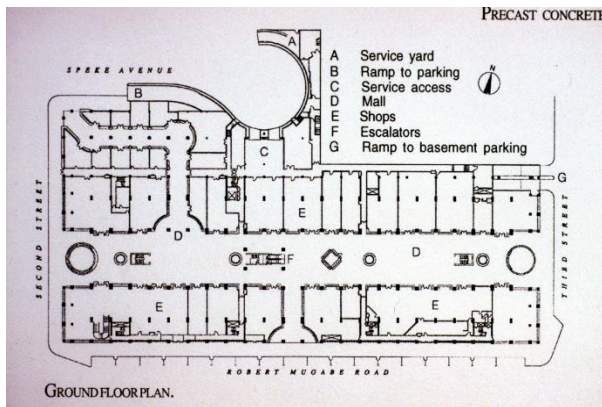 PRECAST CONCRETE
A Service yard
B Ramp to parking
C Service access
D Mall
E Shops
F Escalators
G Ramp to basement parking
N
SPEKE AVENUE
A
B
C
G
E
D
D
F
SECOND STREET
THIRD STREET
E
E
ROBERT MUGABE ROAD
GROUND FLOOR PLAN.